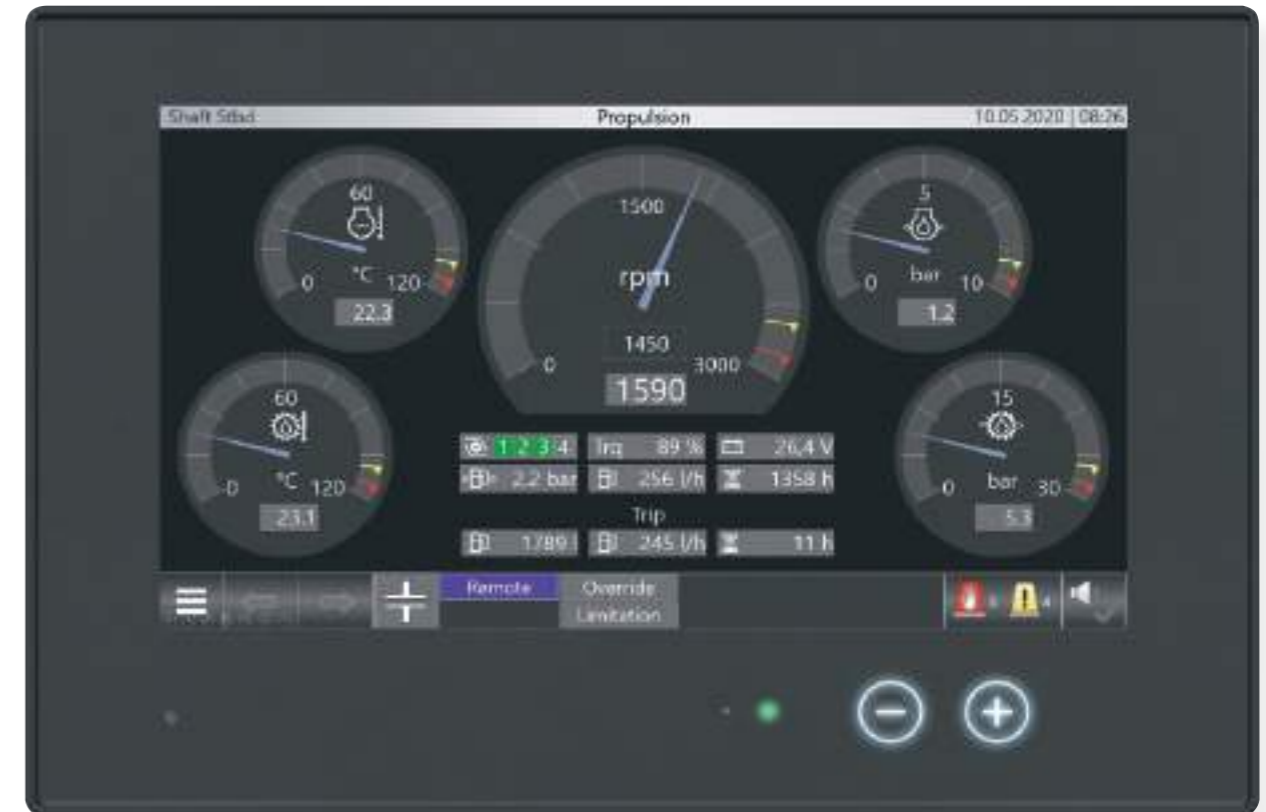 Shaft Stbd Propulsion 10.05.2020 | 08:26
60
°C
0 120
22.3
1500
rpm
1450
0 3000
1590
5
bar
0 10
1.2
60
°C
0 120
23.1
15
bar
0 30
5.3
1 2 3 4 Trq 89 % 26,4 V
2.2 bar 256 l/h 1358 h
Trip
1789 l 245 l/h 11 h
Remote Override
Limitation